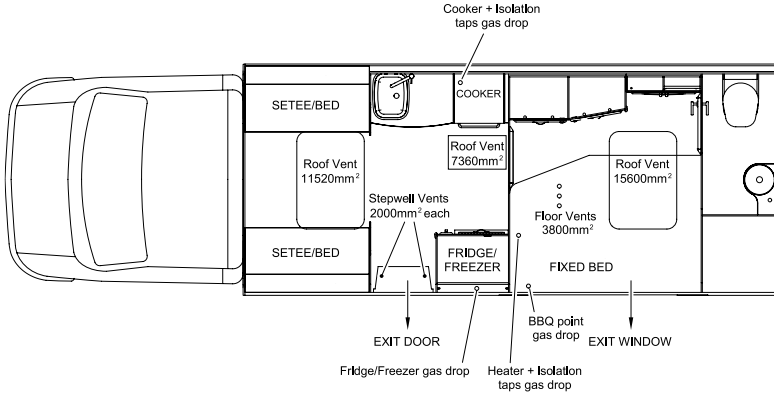 Cooker + Isolation
taps gas drop
SETEE/BED
COOKER
Roof Vent
7360mm²
Roof Vent
11520mm²
Roof Vent
15600mm²
Stepwell Vents
2000mm² each
Floor Vents
3800mm²
SETEE/BED
FRIDGE/
FREEZER
FIXED BED
BBQ point
gas drop
EXIT DOOR
EXIT WINDOW
Fridge/Freezer gas drop
Heater + Isolation
taps gas drop